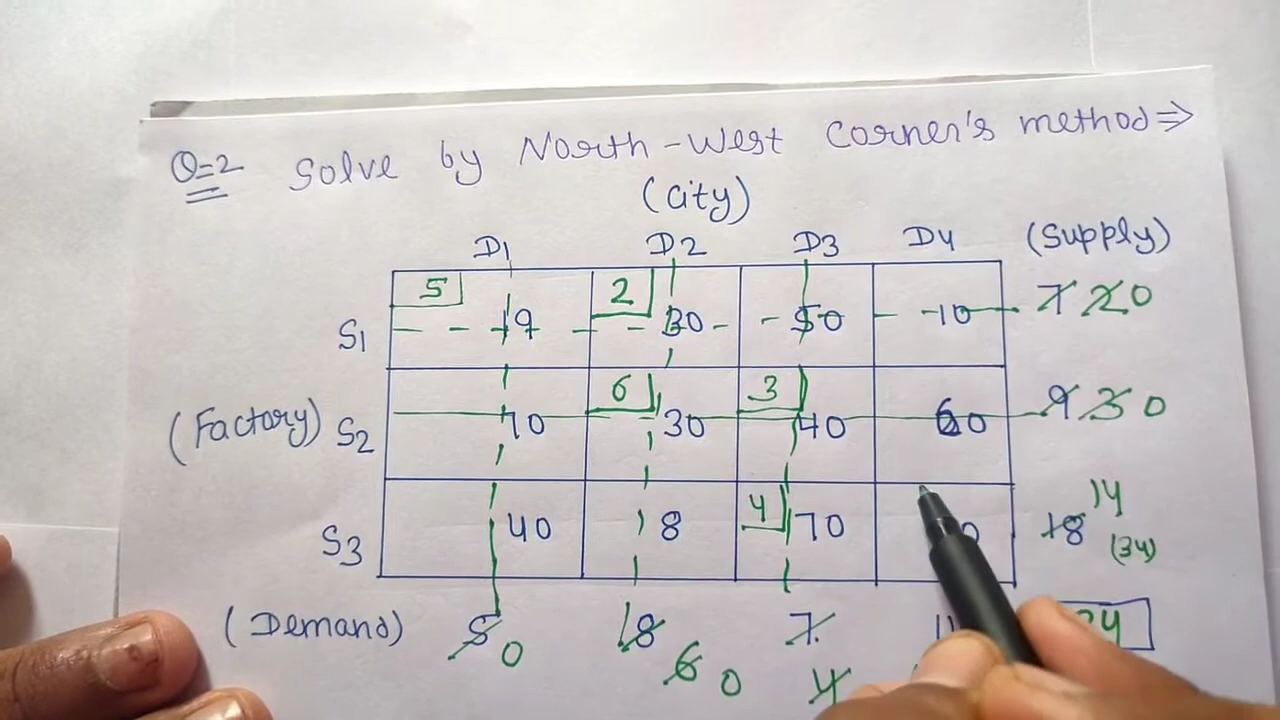 Q=2 Solve by North-West Corner's method⇒
(City)
D1 D2 D3 D4 (Supply)
5 2
S1 19 30 50 10 7 2 0
6 3
(Factory) S2 70 30 40 60 9 3 0
4 14
S3 40 8 70 18 (34)
(Demand) 5 0 18 7 34
6 0 4